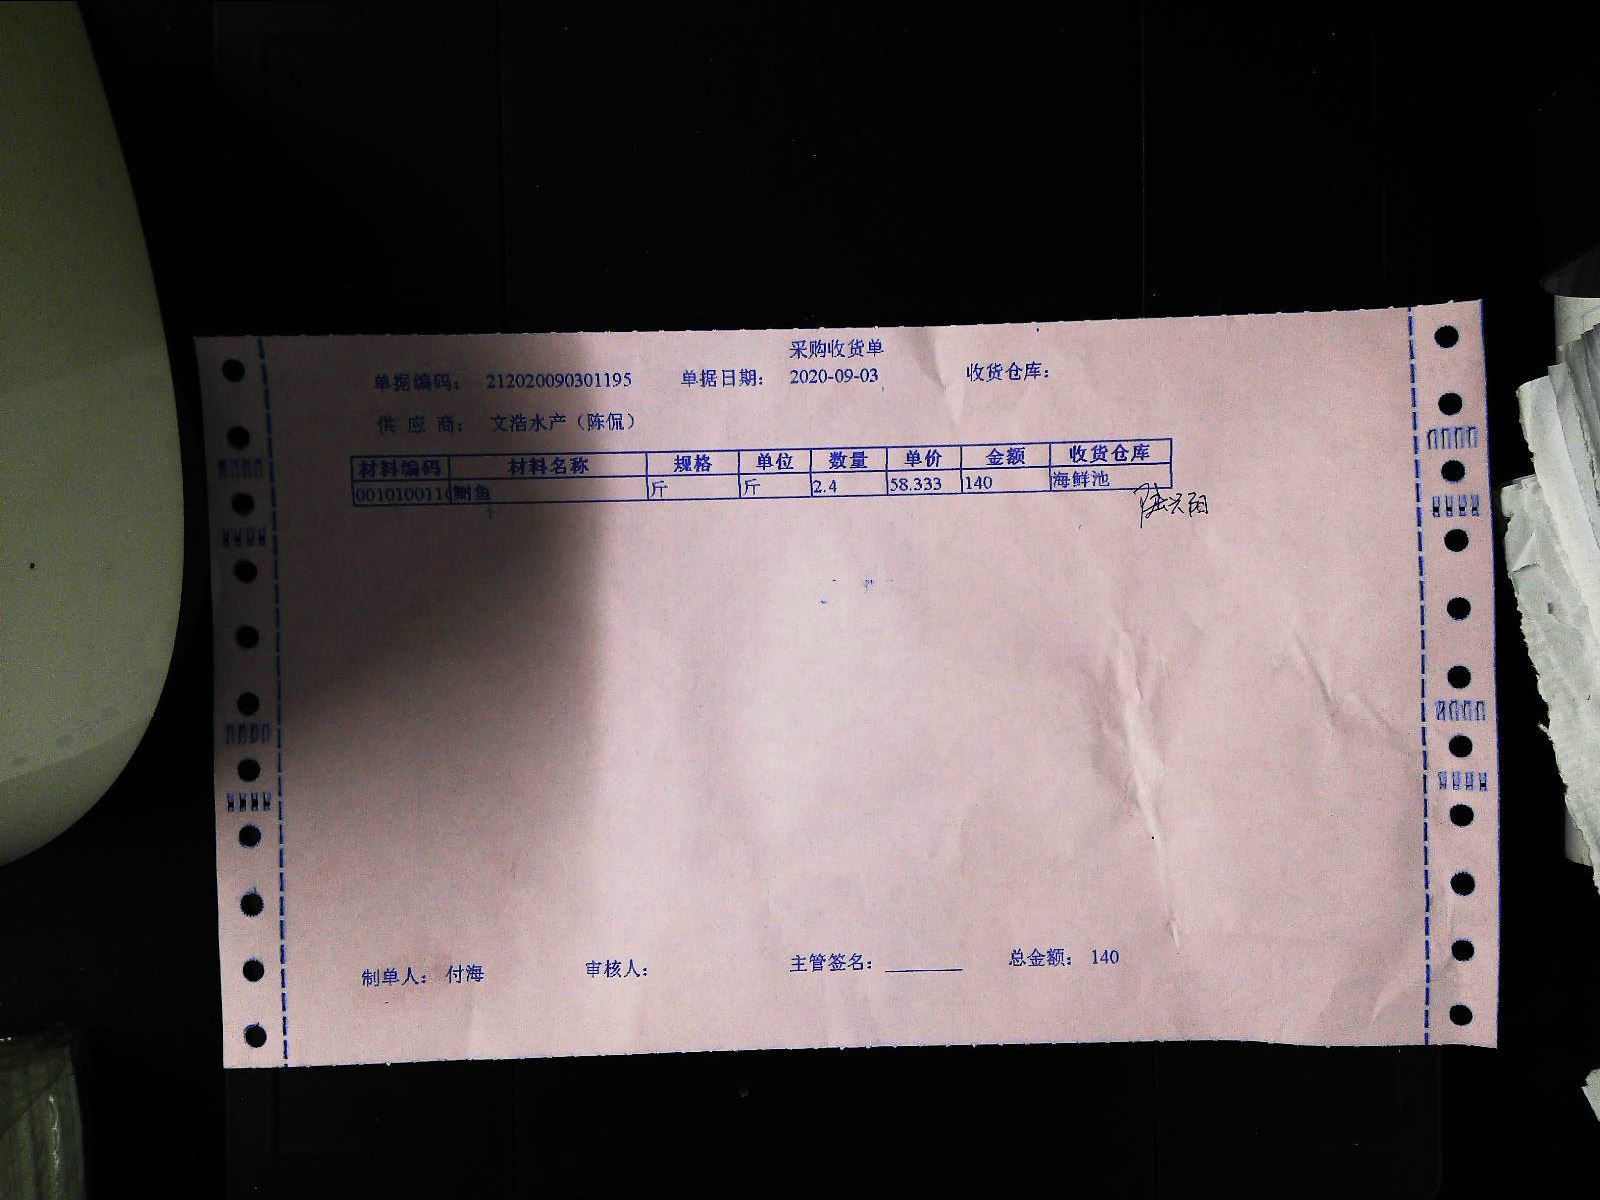 采购收货单
单据编码： 212020090301195 单据日期： 2020-09-03 收货仓库：
供 应 商： 文浩水产（陈侃）
材料编码 材料名称 规格 单位 数量 单价 金额 收货仓库
0010100110 鲥鱼 斤 斤 2.4 58.333 140 海鲜池
制单人： 付海 审核人： 主管签名： ________ 总金额： 140